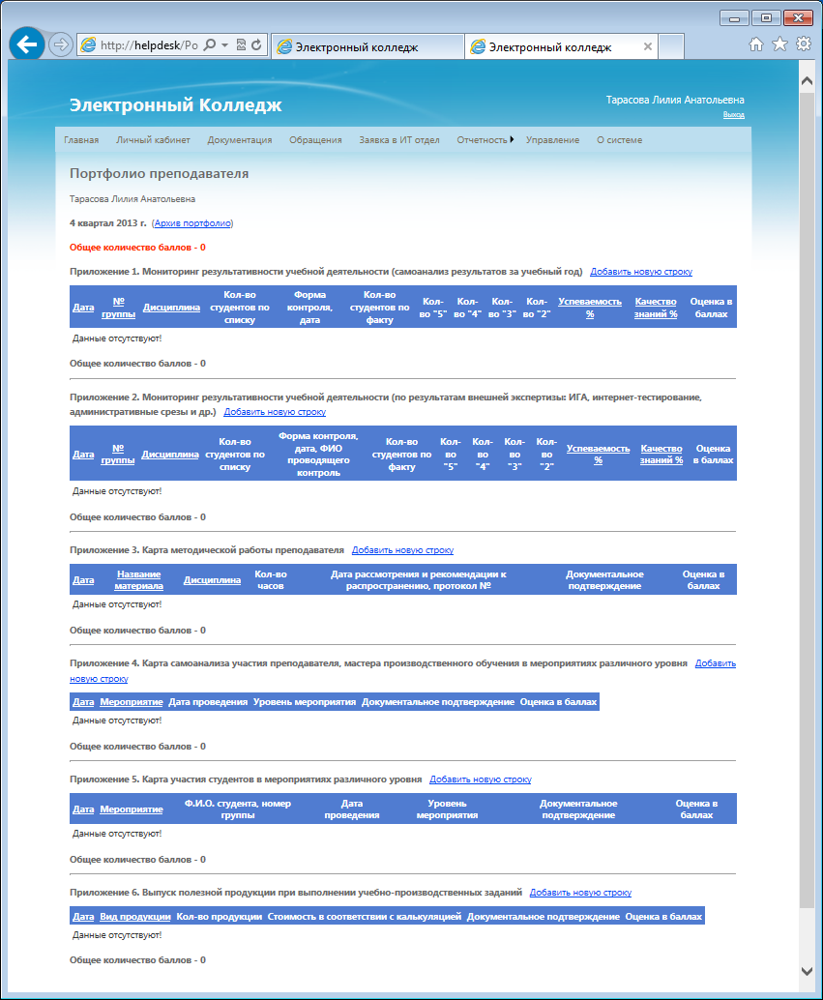 http://helpdesk/Po
Электронный колледж
Электронный колледж
Электронный Колледж
Тарасова Лилия Анатольевна
Выход
Главная Личный кабинет Документация Обращения Заявка в ИТ отдел Отчетность Управление О системе
Портфолио преподавателя
Тарасова Лилия Анатольевна
4 квартал 2013 г. (Архив портфолио)
Общее количество баллов - 0
Приложение 1. Мониторинг результативности учебной деятельности (самоанализ результатов за учебный год) Добавить новую строку
Дата № группы Дисциплина Кол-во студентов по списку Форма контроля, дата Кол-во студентов по факту Кол-во "5" Кол-во "4" Кол-во "3" Кол-во "2" Успеваемость % Качество знаний % Оценка в баллах
Данные отсутствуют!
Общее количество баллов - 0
Приложение 2. Мониторинг результативности учебной деятельности (по результатам внешней экспертизы: ИГА, интернет-тестирование,
административные срезы и др.) Добавить новую строку
Дата № группы Дисциплина Кол-во студентов по списку Форма контроля, дата, ФИО проводящего контроль Кол-во студентов по факту Кол-во "5" Кол-во "4" Кол-во "3" Кол-во "2" Успеваемость % Качество знаний % Оценка в баллах
Данные отсутствуют!
Общее количество баллов - 0
Приложение 3. Карта методической работы преподавателя Добавить новую строку
Дата Название материала Дисциплина Кол-во часов Дата рассмотрения и рекомендации к распространению, протокол № Документальное подтверждение Оценка в баллах
Данные отсутствуют!
Общее количество баллов - 0
Приложение 4. Карта самоанализа участия преподавателя, мастера производственного обучения в мероприятиях различного уровня Добавить
новую строку
Дата Мероприятие Дата проведения Уровень мероприятия Документальное подтверждение Оценка в баллах
Данные отсутствуют!
Общее количество баллов - 0
Приложение 5. Карта участия студентов в мероприятиях различного уровня Добавить новую строку
Дата Мероприятие Ф.И.О. студента, номер группы Дата проведения Уровень мероприятия Документальное подтверждение Оценка в баллах
Данные отсутствуют!
Общее количество баллов - 0
Приложение 6. Выпуск полезной продукции при выполнении учебно-производственных заданий Добавить новую строку
Дата Вид продукции Кол-во продукции Стоимость в соответствии с калькуляцией Документальное подтверждение Оценка в баллах
Данные отсутствуют!
Общее количество баллов - 0